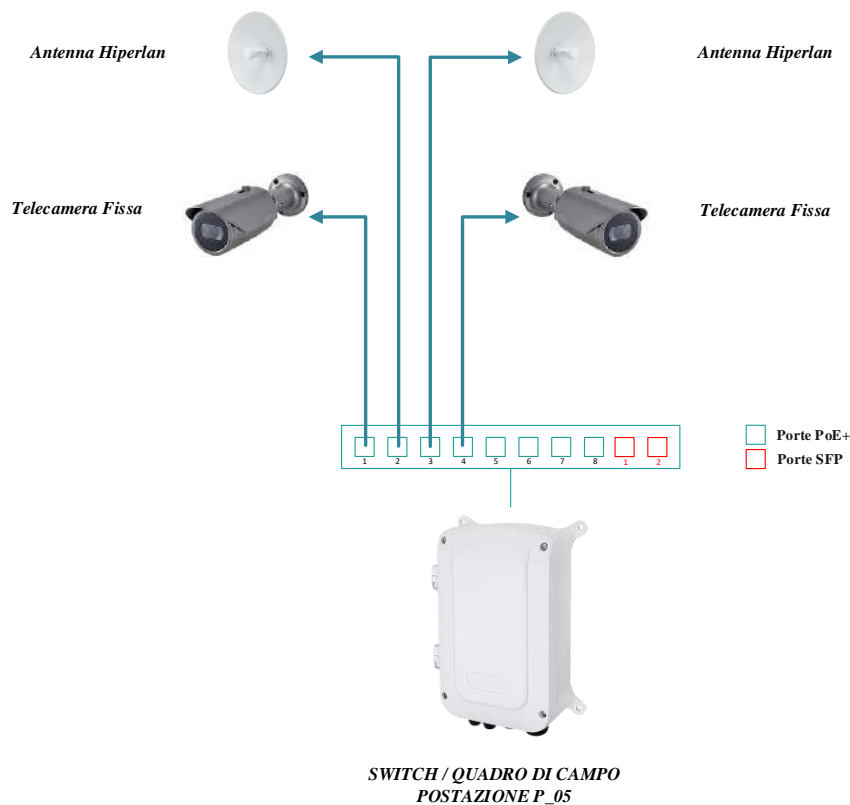 Antenna Hiperlan
Antenna Hiperlan
Telecamera Fissa
Telecamera Fissa
1 2 3 4 5 6 7 8 1 2
Porte PoE+
Porte SFP
SWITCH / QUADRO DI CAMPO
POSTAZIONE P_05